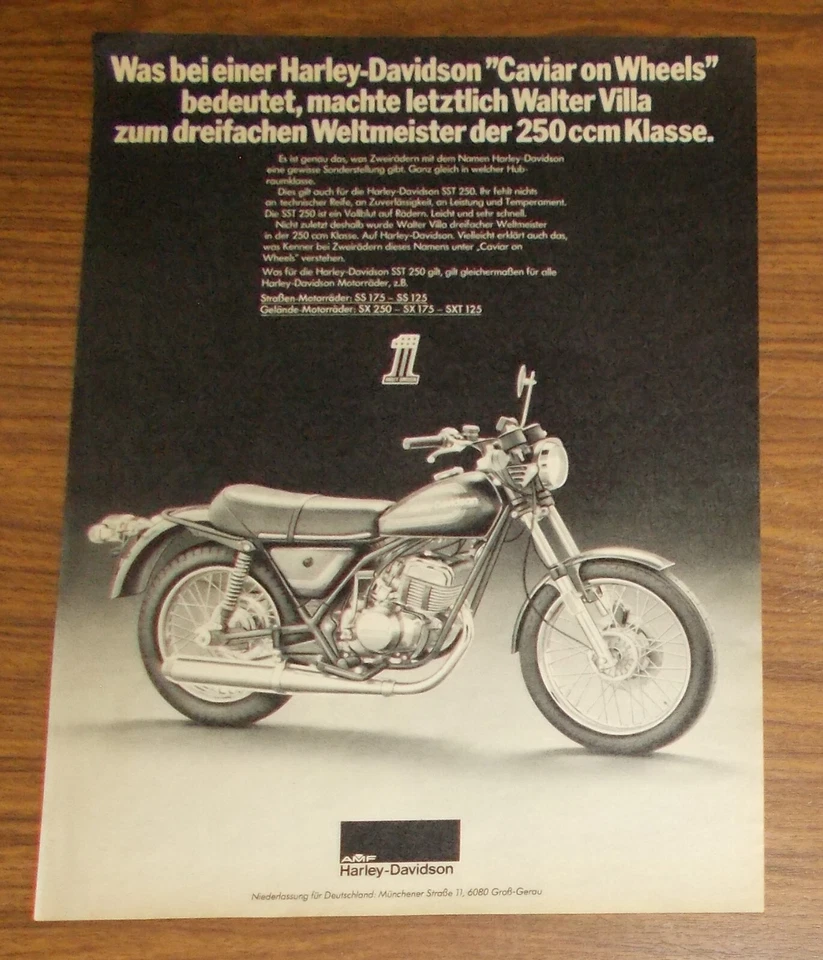 Was bei einer Harley-Davidson "Caviar on Wheels"
bedeutet, machte letztlich Walter Villa
zum dreifachen Weltmeister der 250 ccm Klasse.
Es ist genau das, was Zweirädern mit dem Namen Harley-Davidson
eine gewisse Sonderstellung gibt. Ganz gleich in welcher Hub-
raumklasse.
Dies gilt auch für die Harley-Davidson SST 250. Ihr fehlt nichts
an technischer Reife, an Zuverlässigkeit, an Leistung und Temperament.
Die SST 250 ist ein Vollblut auf Rädern. Leicht und sehr schnell.
Nicht zuletzt deshalb wurde Walter Villa dreifacher Weltmeister
in der 250 ccm Klasse. Auf Harley-Davidson. Vielleicht erklärt auch das,
was Kenner bei Zweirädern dieses Namens unter „Caviar on
Wheels" verstehen.
Was für die Harley-Davidson SST 250 gilt, gilt gleichermaßen für alle
Harley-Davidson Motorräder, z.B.
Straßen-Motorräder: SS 175 – SS 125
Gelände-Motorräder: SX 250 – SX 175 – SXT 125
1
HARLEY-DAVIDSON
AMF
Harley-Davidson
Niederlassung für Deutschland: Münchener Straße 11, 6080 Groß-Gerau